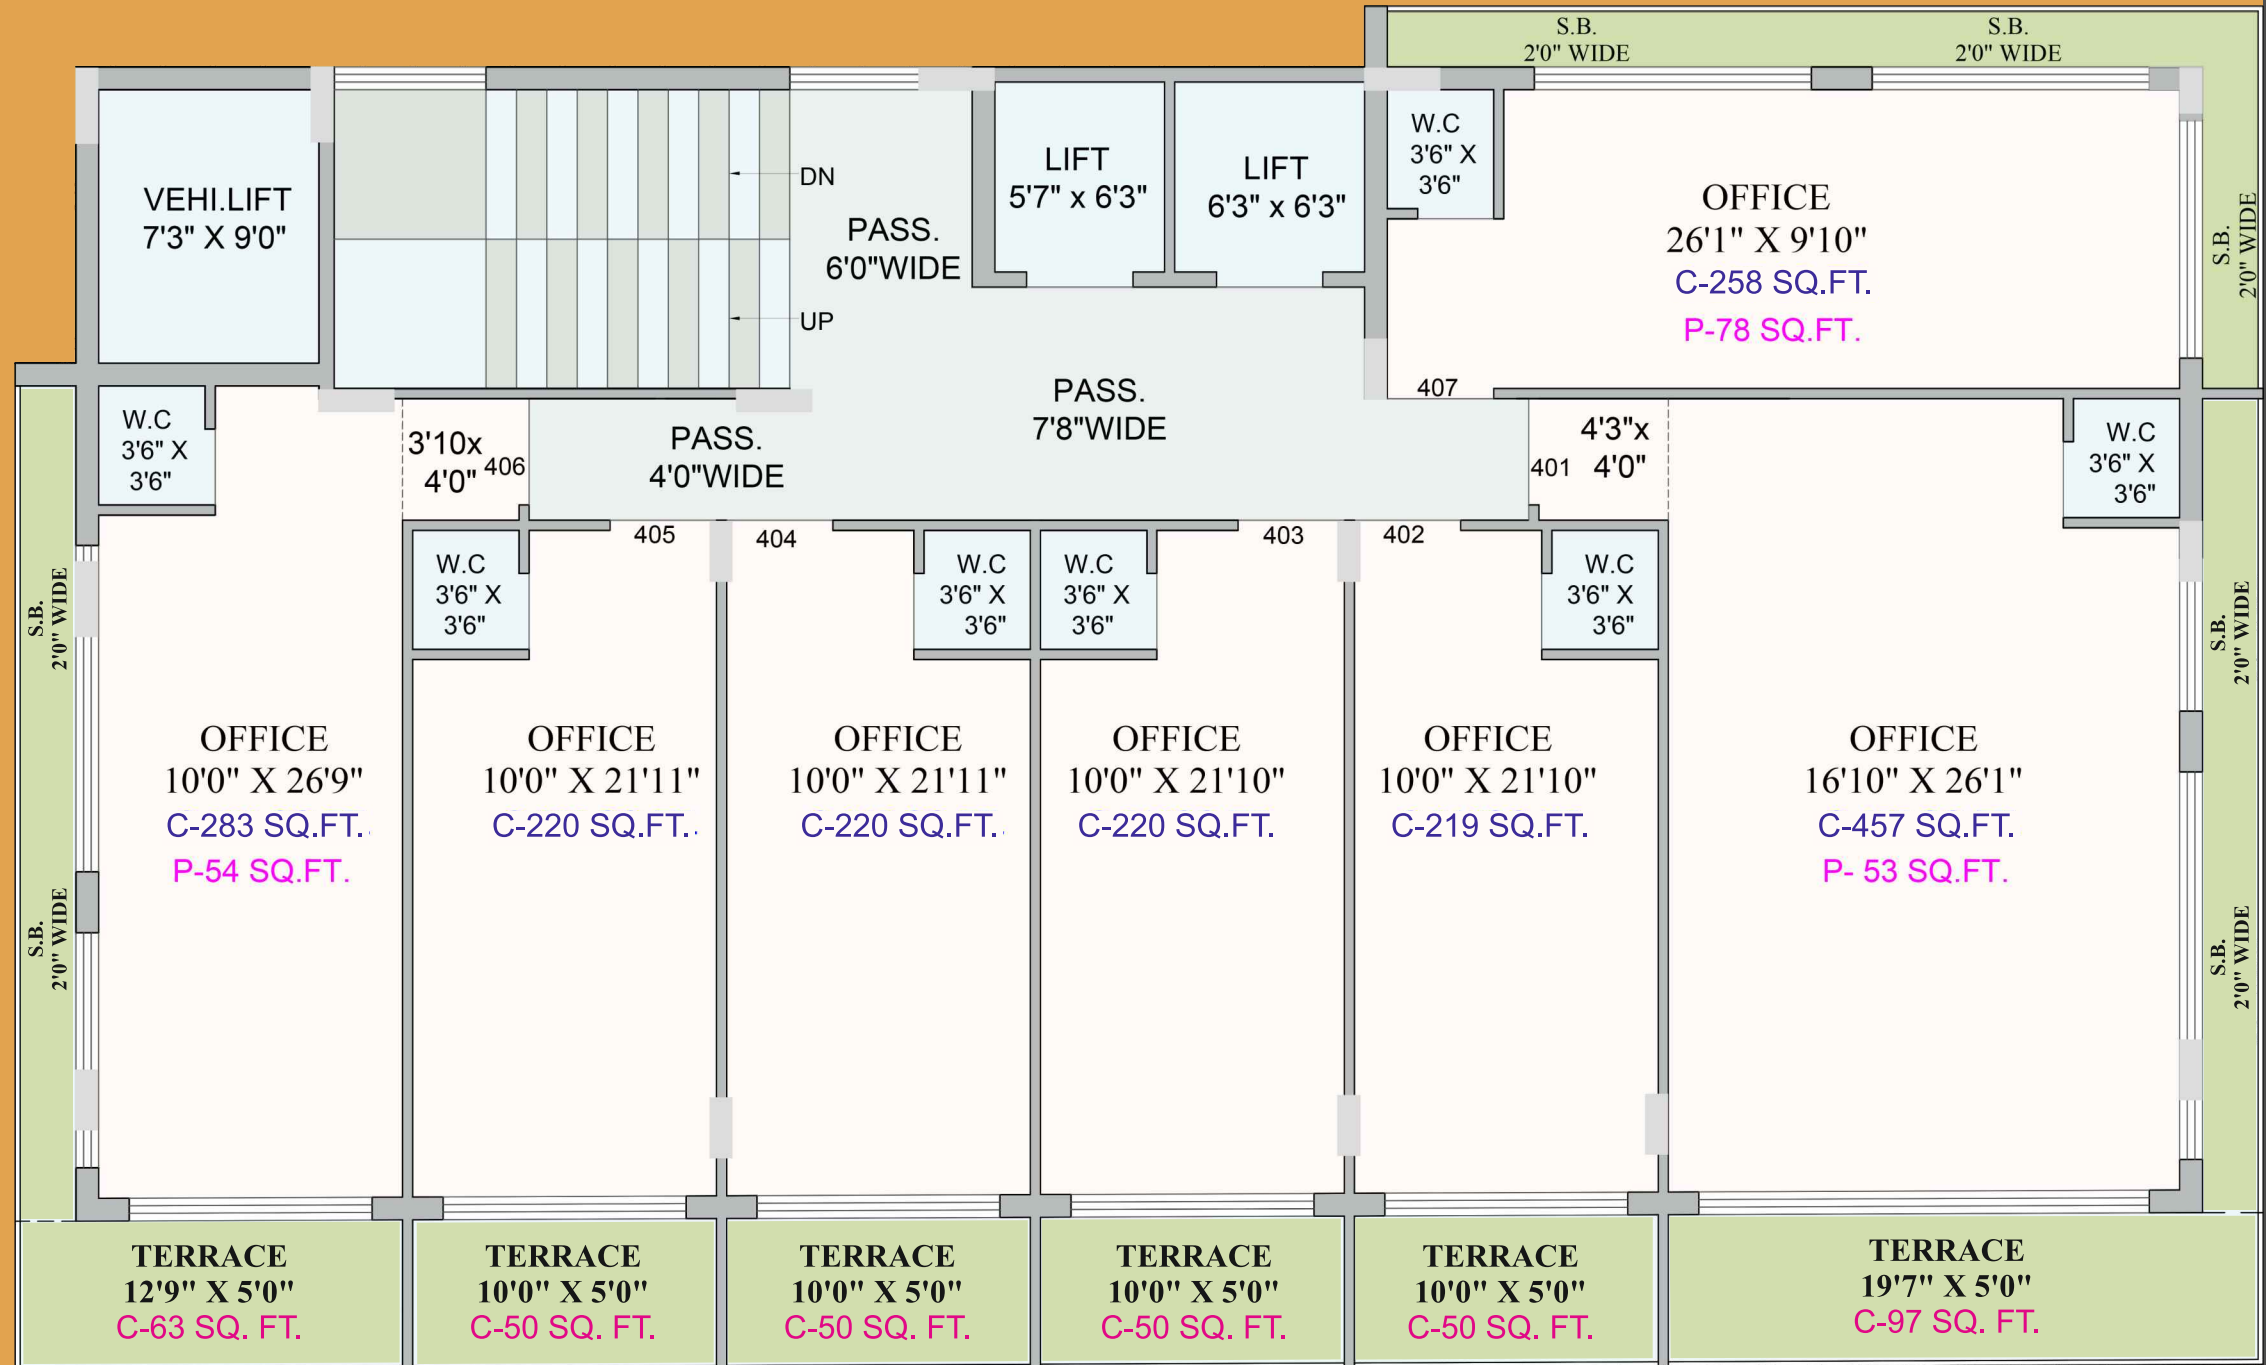 S.B.
2'0" WIDE
S.B.
2'0" WIDE
VEHI.LIFT
7'3" X 9'0"
DN
UP
PASS.
6'0"WIDE
LIFT
5'7" x 6'3"
LIFT
6'3" x 6'3"
W.C
3'6" X
3'6"
OFFICE
26'1" X 9'10"
C-258 SQ.FT.
P-78 SQ.FT.
S.B.
2'0" WIDE
W.C
3'6" X
3'6"
3'10x
4'0"
406
PASS.
4'0"WIDE
PASS.
7'8"WIDE
407
401
4'3"x
4'0"
W.C
3'6" X
3'6"
405
404
403
402
W.C
3'6" X
3'6"
W.C
3'6" X
3'6"
W.C
3'6" X
3'6"
W.C
3'6" X
3'6"
S.B.
2'0" WIDE
S.B.
2'0" WIDE
OFFICE
10'0" X 26'9"
C-283 SQ.FT.
P-54 SQ.FT.
OFFICE
10'0" X 21'11"
C-220 SQ.FT.
OFFICE
10'0" X 21'11"
C-220 SQ.FT.
OFFICE
10'0" X 21'10"
C-220 SQ.FT.
OFFICE
10'0" X 21'10"
C-219 SQ.FT.
OFFICE
16'10" X 26'1"
C-457 SQ.FT.
P- 53 SQ.FT.
S.B.
2'0" WIDE
S.B.
2'0" WIDE
TERRACE
12'9" X 5'0"
C-63 SQ. FT.
TERRACE
10'0" X 5'0"
C-50 SQ. FT.
TERRACE
10'0" X 5'0"
C-50 SQ. FT.
TERRACE
10'0" X 5'0"
C-50 SQ. FT.
TERRACE
10'0" X 5'0"
C-50 SQ. FT.
TERRACE
19'7" X 5'0"
C-97 SQ. FT.